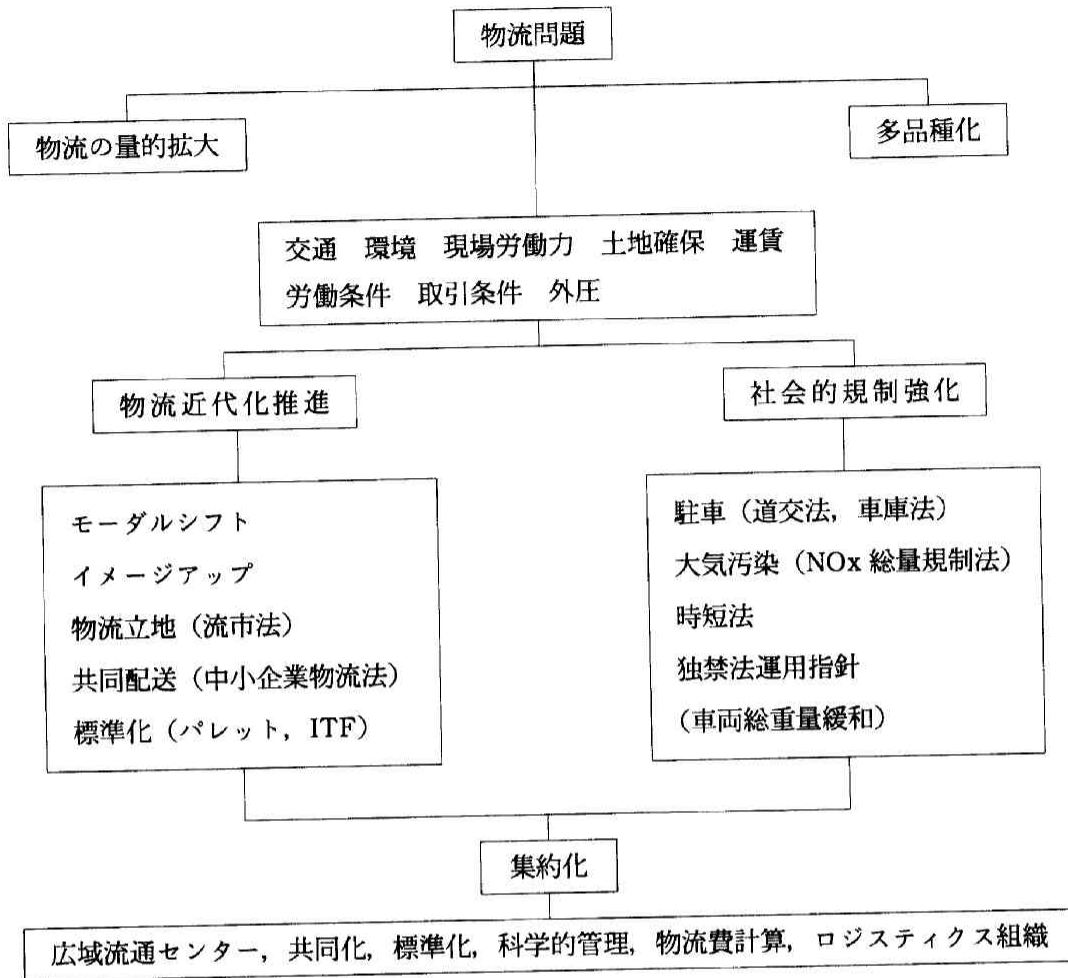 物流問題
物流の量的拡大
多品種化
交通 環境 現場労働力 土地確保 運賃
労働条件 取引条件 外圧
物流近代化推進
社会的規制強化
モーダルシフト
イメージアップ
物流立地（流市法）
共同配送（中小企業物流法）
標準化（パレット，ITF）
駐車（道交法，車庫法）
大気汚染（NOx 総量規制法）
時短法
独禁法運用指針
（車両総重量緩和）
集約化
広域流通センター，共同化，標準化，科学的管理，物流費計算，ロジスティクス組織